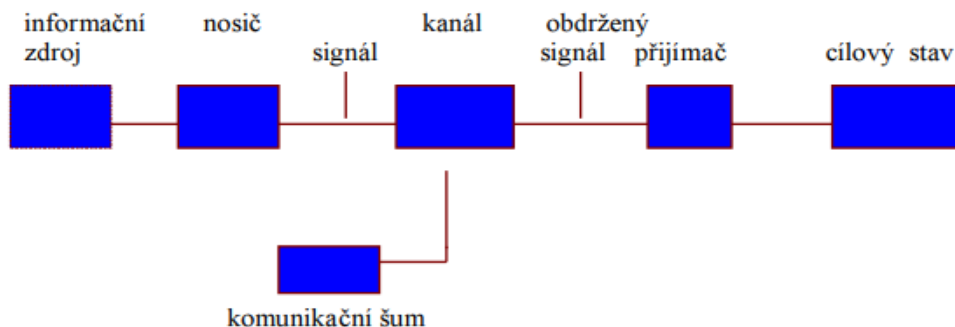 informační
zdroj
nosič
signál
kanál
obdržený
signál
přijímač
cílový stav
komunikační šum